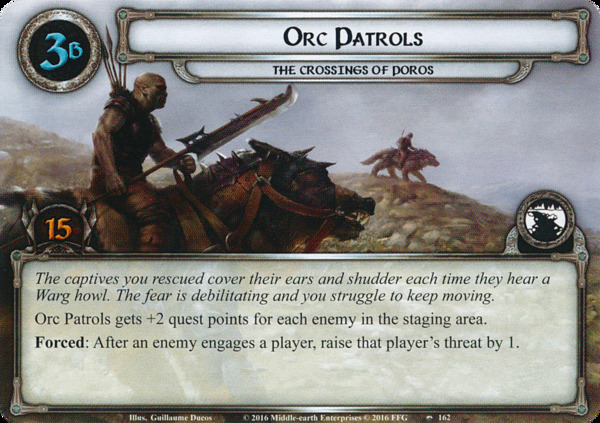 3B
ORC PATROLS
THE CROSSINGS OF POROS
15
The captives you rescued cover their ears and shudder each time they hear a
Warg howl. The fear is debilitating and you struggle to keep moving.
Orc Patrols gets +2 quest points for each enemy in the staging area.
Forced: After an enemy engages a player, raise that player's threat by 1.
Illus. Guillaume Ducos © 2016 Middle-earth Enterprises © 2016 FFG 162